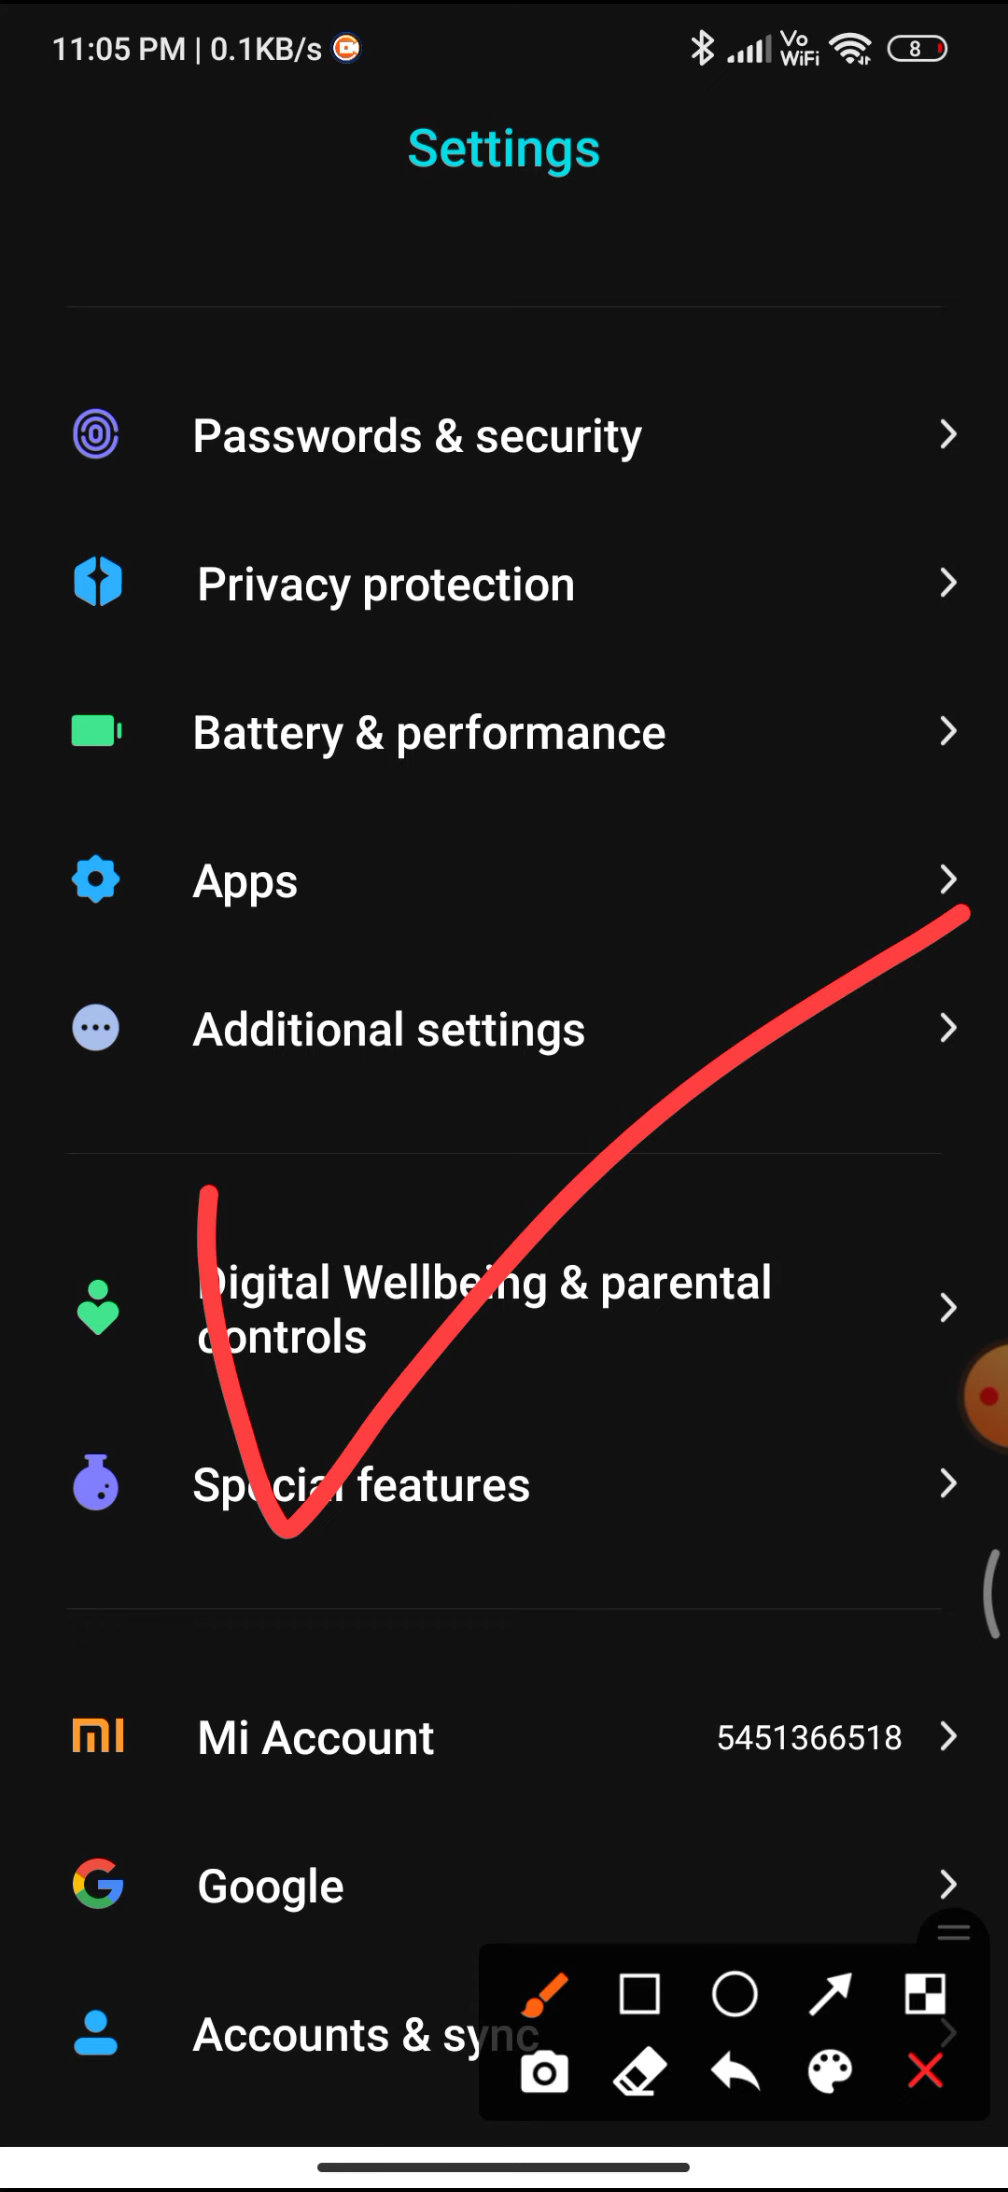 11:05 PM | 0.1KB/s
Vo WiFi
8
Settings
Passwords & security
Privacy protection
Battery & performance
Apps
Additional settings
Digital Wellbeing & parental
controls
Special features
Mi Account 5451366518
Google
Accounts & sync